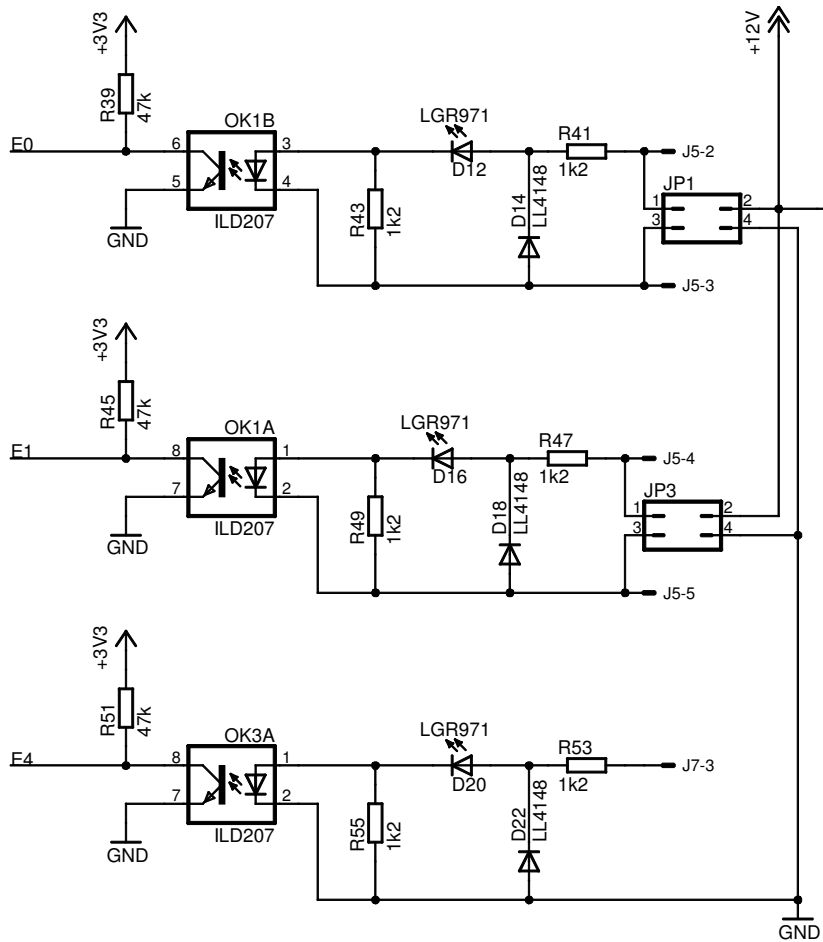 +3V3
+12V
R39
47k
OK1B
LGR971
R41
E0
6
3
D12
1k2
J5-2
JP1
5
4
R43
1k2
D14
LL4148
1
2
3
4
GND
ILD207
J5-3
+3V3
R45
47k
OK1A
LGR971
R47
E1
8
1
D16
1k2
J5-4
JP3
7
2
R49
1k2
D18
LL4148
1
2
3
4
GND
ILD207
J5-5
+3V3
R51
47k
OK3A
LGR971
R53
E4
8
1
D20
1k2
J7-3
7
2
R55
1k2
D22
LL4148
GND
ILD207
GND